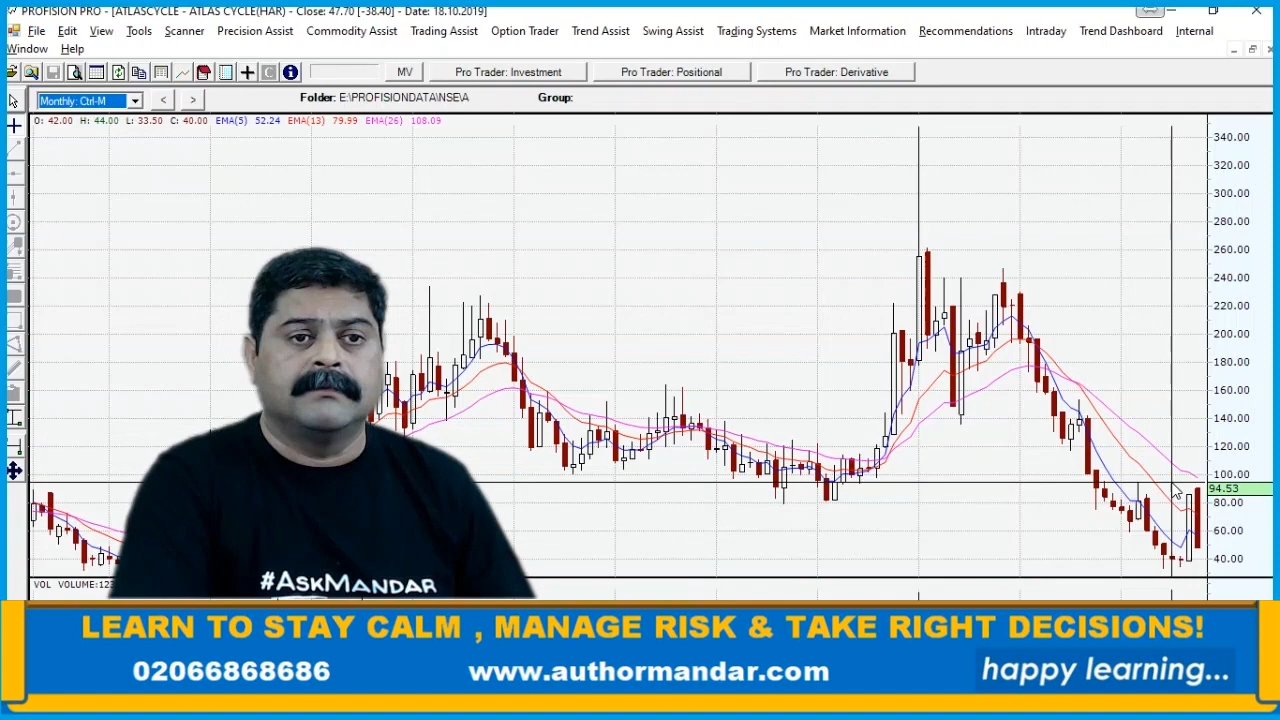 PROFISION PRO - [ATLASCYCLE - ATLAS CYCLE(HAR) - Close: 47.70 [-38.40] Date: 18.10.2019]
File Edit View Tools Scanner Precision Assist Commodity Assist Trading Assist Option Trader Trend Assist Swing Assist Trading Systems Market Information Recommendations Intraday Trend Dashboard Internal
Window Help
MV Pro Trader: Investment Pro Trader: Positional Pro Trader: Derivative
Monthly: Ctrl-M < > Folder: E:\PROFISIONDATA\NSE\A Group:
O: 42.00 H: 44.00 L: 33.50 C: 40.00 EMA(5) 52.24 EMA(13) 79.99 EMA(26) 108.09
340.00
320.00
300.00
280.00
260.00
240.00
220.00
200.00
180.00
160.00
140.00
120.00
100.00
94.53
80.00
60.00
40.00
#AskMandar
VOL VOLUME:123
LEARN TO STAY CALM , MANAGE RISK & TAKE RIGHT DECISIONS!
02066868686 www.authormandar.com happy learning...